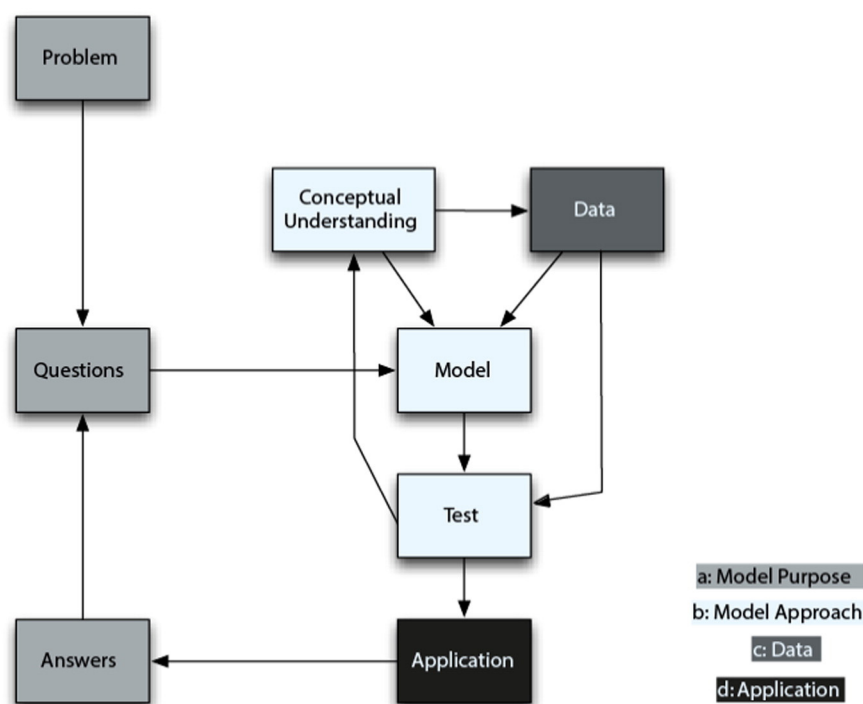 Problem
Conceptual
Understanding
Data
Questions
Model
Test
Answers
Application
a: Model Purpose
b: Model Approach
c: Data
d: Application